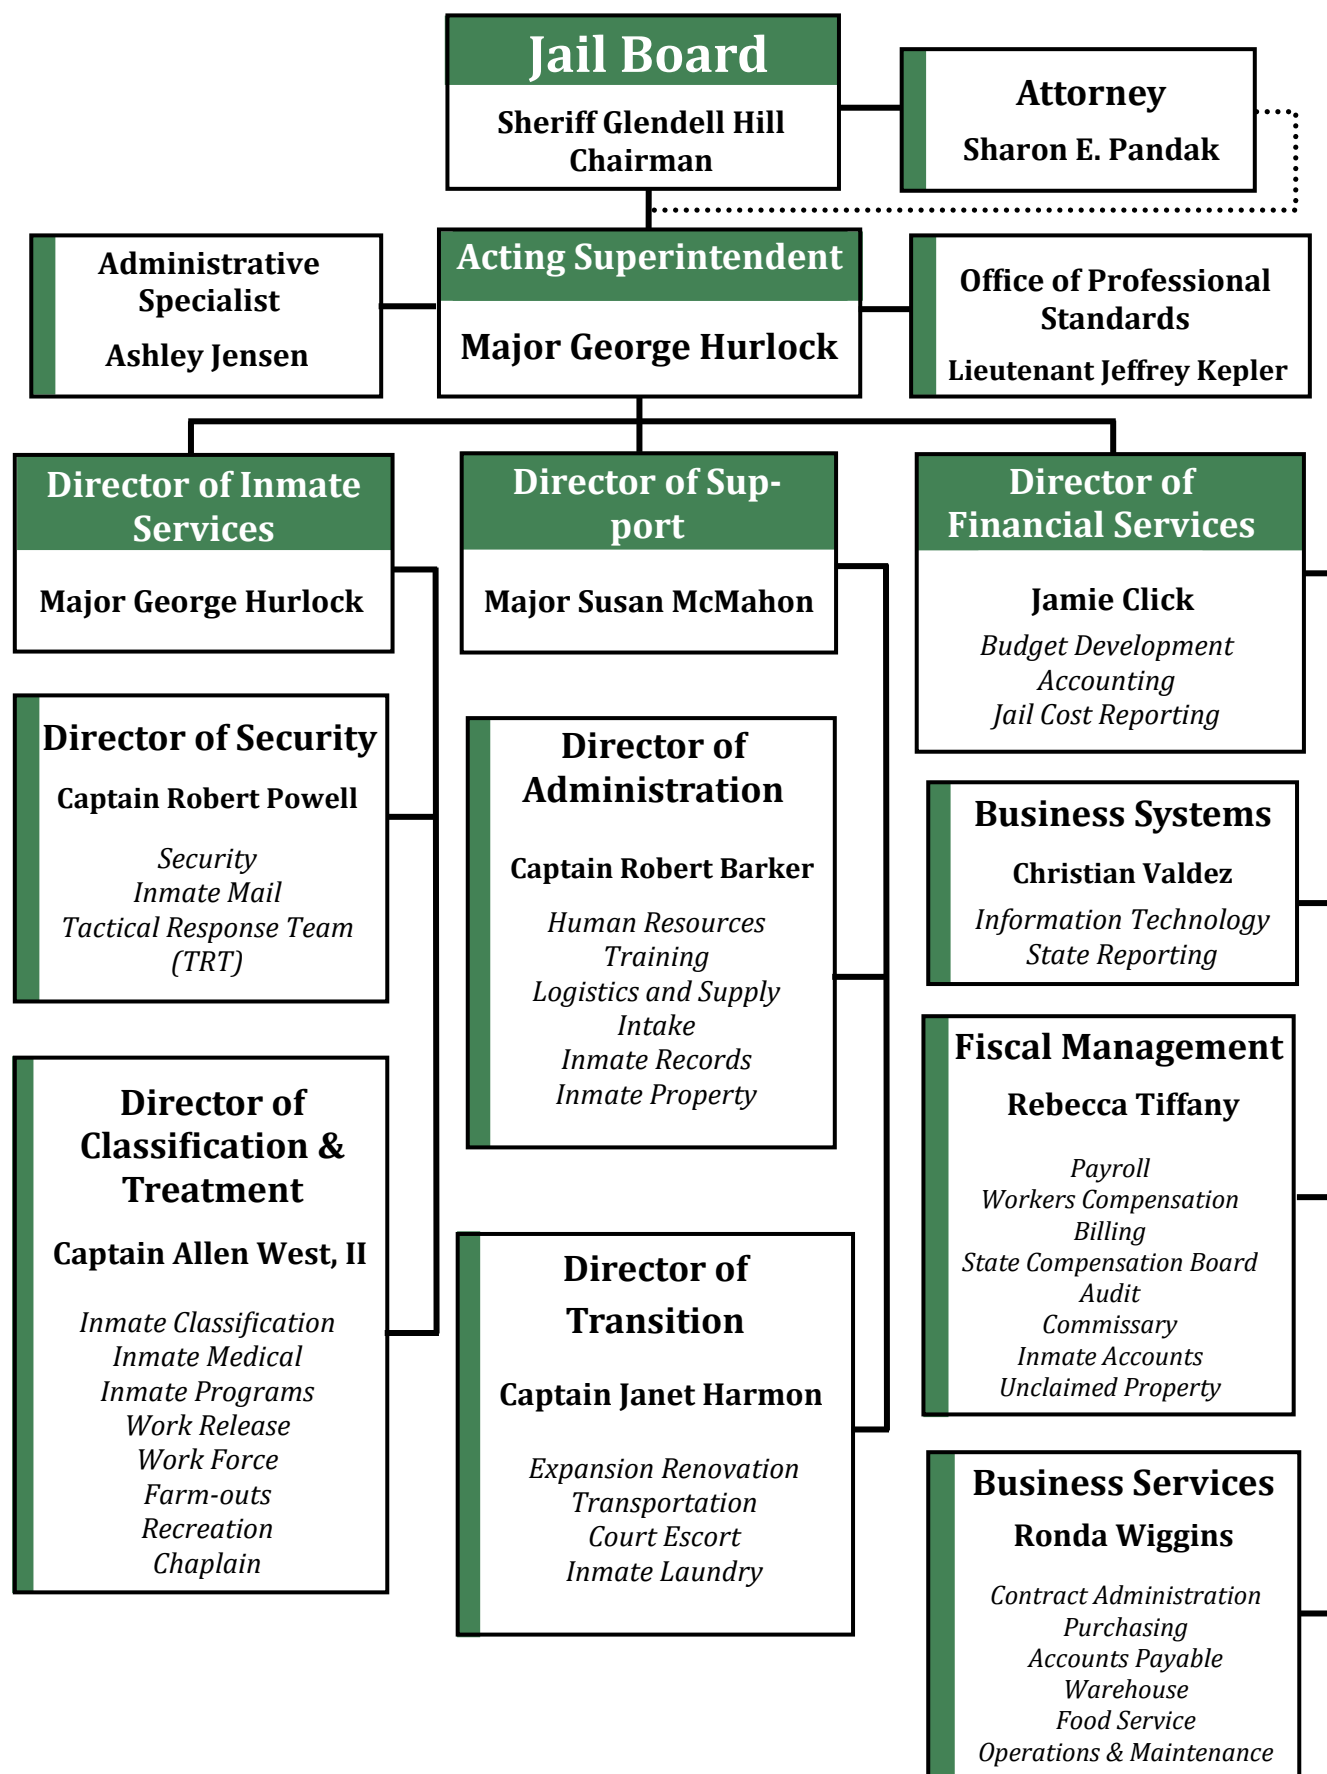 Jail Board
Sheriff Glendell Hill
Chairman
Attorney
Sharon E. Pandak
Administrative
Specialist
Ashley Jensen
Acting Superintendent
Major George Hurlock
Office of Professional
Standards
Lieutenant Jeffrey Kepler
Director of Inmate
Services
Major George Hurlock
Director of Security
Captain Robert Powell
Security
Inmate Mail
Tactical Response Team
(TRT)
Director of
Classification &
Treatment
Captain Allen West, II
Inmate Classification
Inmate Medical
Inmate Programs
Work Release
Work Force
Farm-outs
Recreation
Chaplain
Director of Sup-
port
Major Susan McMahon
Director of
Administration
Captain Robert Barker
Human Resources
Training
Logistics and Supply
Intake
Inmate Records
Inmate Property
Director of
Transition
Captain Janet Harmon
Expansion Renovation
Transportation
Court Escort
Inmate Laundry
Director of
Financial Services
Jamie Click
Budget Development
Accounting
Jail Cost Reporting
Business Systems
Christian Valdez
Information Technology
State Reporting
Fiscal Management
Rebecca Tiffany
Payroll
Workers Compensation
Billing
State Compensation Board
Audit
Commissary
Inmate Accounts
Unclaimed Property
Business Services
Ronda Wiggins
Contract Administration
Purchasing
Accounts Payable
Warehouse
Food Service
Operations & Maintenance